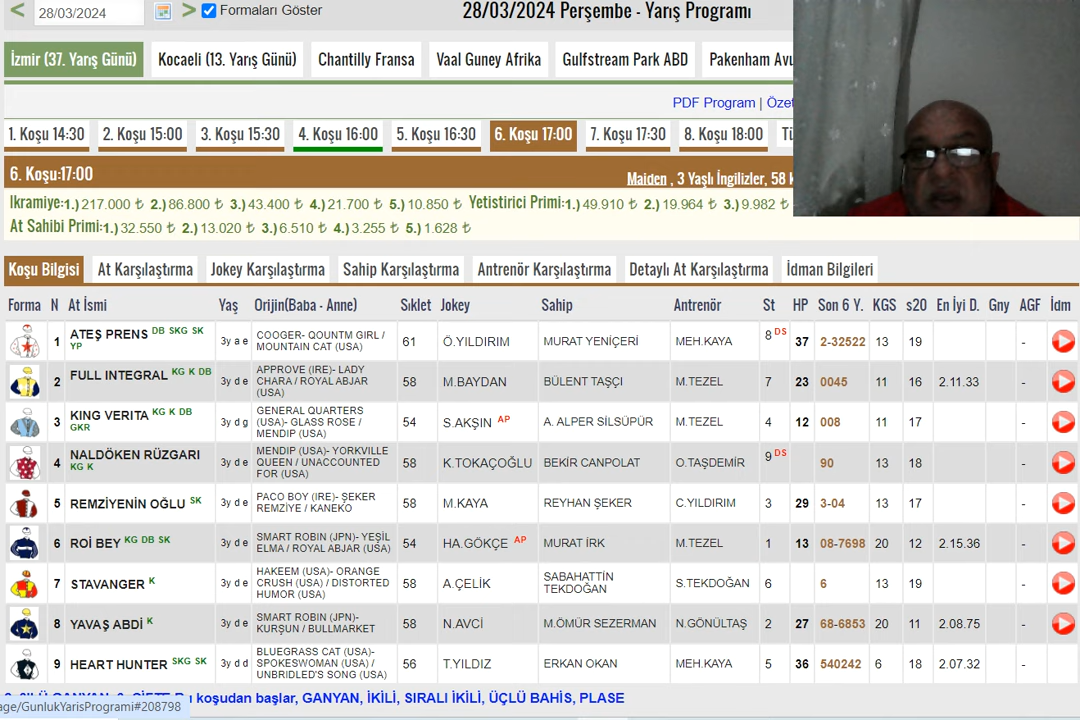 28/03/2024 Formaları Göster 28/03/2024 Perşembe - Yarış Programı
İzmir (37. Yarış Günü) Kocaeli (13. Yarış Günü) Chantilly Fransa Vaal Guney Afrika Gulfstream Park ABD Pakenham Avu
PDF Program | Özet
1. Koşu 14:30 2. Koşu 15:00 3. Koşu 15:30 4. Koşu 16:00 5. Koşu 16:30 6. Koşu 17:00 7. Koşu 17:30 8. Koşu 18:00 Tü
6. Koşu:17:00 Maiden , 3 Yaşlı İngilizler, 58 k
Ikramiye:1.) 217.000 ₺ 2.) 86.800 ₺ 3.) 43.400 ₺ 4.) 21.700 ₺ 5.) 10.850 ₺ Yetistirici Primi:1.) 49.910 ₺ 2.) 19.964 ₺ 3.) 9.982 ₺
At Sahibi Primi:1.) 32.550 ₺ 2.) 13.020 ₺ 3.) 6.510 ₺ 4.) 3.255 ₺ 5.) 1.628 ₺
Koşu Bilgisi At Karşılaştırma Jokey Karşılaştırma Sahip Karşılaştırma Antrenör Karşılaştırma Detaylı At Karşılaştırma İdman Bilgileri
Forma N At İsmi Yaş Orijin(Baba - Anne) Sıklet Jokey Sahip Antrenör St HP Son 6 Y. KGS s20 En İyi D. Gny AGF İdm
1 ATEŞ PRENS DB SKG SK YP 3y a e COOGER- QOUNTM GIRL / MOUNTAIN CAT (USA) 61 Ö.YILDIRIM MURAT YENİÇERİ MEH.KAYA 8 DS 37 2-32522 13 19 -
2 FULL INTEGRAL KG K DB 3y d e APPROVE (IRE)- LADY CHARA / ROYAL ABJAR (USA) 58 M.BAYDAN BÜLENT TAŞÇI M.TEZEL 7 23 0045 11 16 2.11.33 -
3 KING VERITA KG K DB GKR 3y d g GENERAL QUARTERS (USA)- GLASS ROSE / MENDIP (USA) 54 S.AKŞIN AP A. ALPER SİLSÜPÜR M.TEZEL 4 12 008 11 17 -
4 NALDÖKEN RÜZGARI KG K 3y d e MENDIP (USA)- YORKVILLE QUEEN / UNACCOUNTED FOR (USA) 58 K.TOKAÇOĞLU BEKİR CANPOLAT O.TAŞDEMİR 9 DS 90 13 18 -
5 REMZİYENİN OĞLU SK 3y d e PACO BOY (IRE)- ŞEKER REMZİYE / KANEKO 58 M.KAYA REYHAN ŞEKER C.YILDIRIM 3 29 3-04 13 17 -
6 ROİ BEY KG DB SK 3y d e SMART ROBIN (JPN)- YEŞİL ELMA / ROYAL ABJAR (USA) 54 HA.GÖKÇE AP MURAT İRK M.TEZEL 1 13 08-7698 20 12 2.15.36 -
7 STAVANGER K 3y d e HAKEEM (USA)- ORANGE CRUSH (USA) / DISTORTED HUMOR (USA) 58 A.ÇELİK SABAHATTİN TEKDOĞAN S.TEKDOĞAN 6 6 13 19 -
8 YAVAŞ ABDİ K 3y d e SMART ROBIN (JPN)- KURŞUN / BULLMARKET 58 N.AVCİ M.ÖMÜR SEZERMAN N.GÖNÜLTAŞ 2 27 68-6853 20 11 2.08.75 -
9 HEART HUNTER SKG SK 3y d d BLUEGRASS CAT (USA)- SPOKESWOMAN (USA) / UNBRIDLED'S SONG (USA) 56 T.YILDIZ ERKAN OKAN MEH.KAYA 5 36 540242 6 18 2.07.32 -
koşudan başlar, GANYAN, İKİLİ, SIRALI İKİLİ, ÜÇLÜ BAHİS, PLASE
age/GunlukYarisProgrami#208798